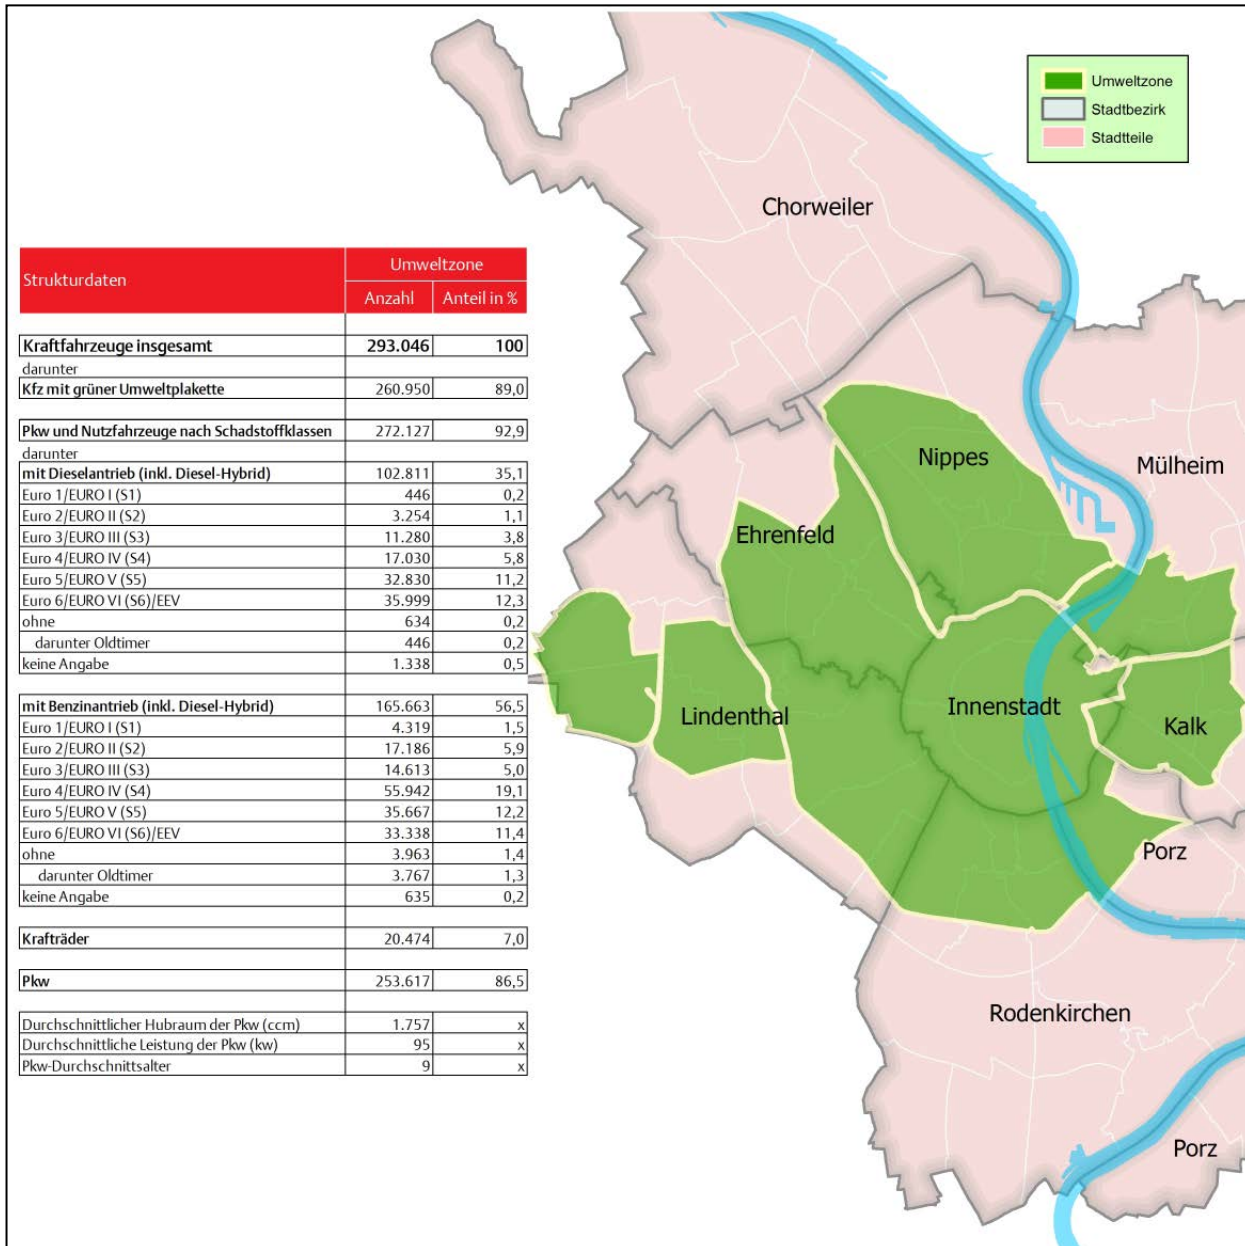 Umweltzone
Stadtbezirk
Stadtteile
Chorweiler
Nippes
Mülheim
Ehrenfeld
Lindenthal
Innenstadt
Kalk
Porz
Rodenkirchen
Porz
Strukturdaten Umweltzone
Anzahl Anteil in %
Kraftfahrzeuge insgesamt 293.046 100
darunter
Kfz mit grüner Umweltplakette 260.950 89,0
Pkw und Nutzfahrzeuge nach Schadstoffklassen 272.127 92,9
darunter
mit Dieselantrieb (inkl. Diesel-Hybrid) 102.811 35,1
Euro 1/EURO I (S1) 446 0,2
Euro 2/EURO II (S2) 3.254 1,1
Euro 3/EURO III (S3) 11.280 3,8
Euro 4/EURO IV (S4) 17.030 5,8
Euro 5/EURO V (S5) 32.830 11,2
Euro 6/EURO VI (S6)/EEV 35.999 12,3
ohne 634 0,2
darunter Oldtimer 446 0,2
keine Angabe 1.338 0,5
mit Benzinantrieb (inkl. Diesel-Hybrid) 165.663 56,5
Euro 1/EURO I (S1) 4.319 1,5
Euro 2/EURO II (S2) 17.186 5,9
Euro 3/EURO III (S3) 14.613 5,0
Euro 4/EURO IV (S4) 55.942 19,1
Euro 5/EURO V (S5) 35.667 12,2
Euro 6/EURO VI (S6)/EEV 33.338 11,4
ohne 3.963 1,4
darunter Oldtimer 3.767 1,3
keine Angabe 635 0,2
Krafträder 20.474 7,0
Pkw 253.617 86,5
Durchschnittlicher Hubraum der Pkw (ccm) 1.757 x
Durchschnittliche Leistung der Pkw (kw) 95 x
Pkw-Durchschnittsalter 9 x